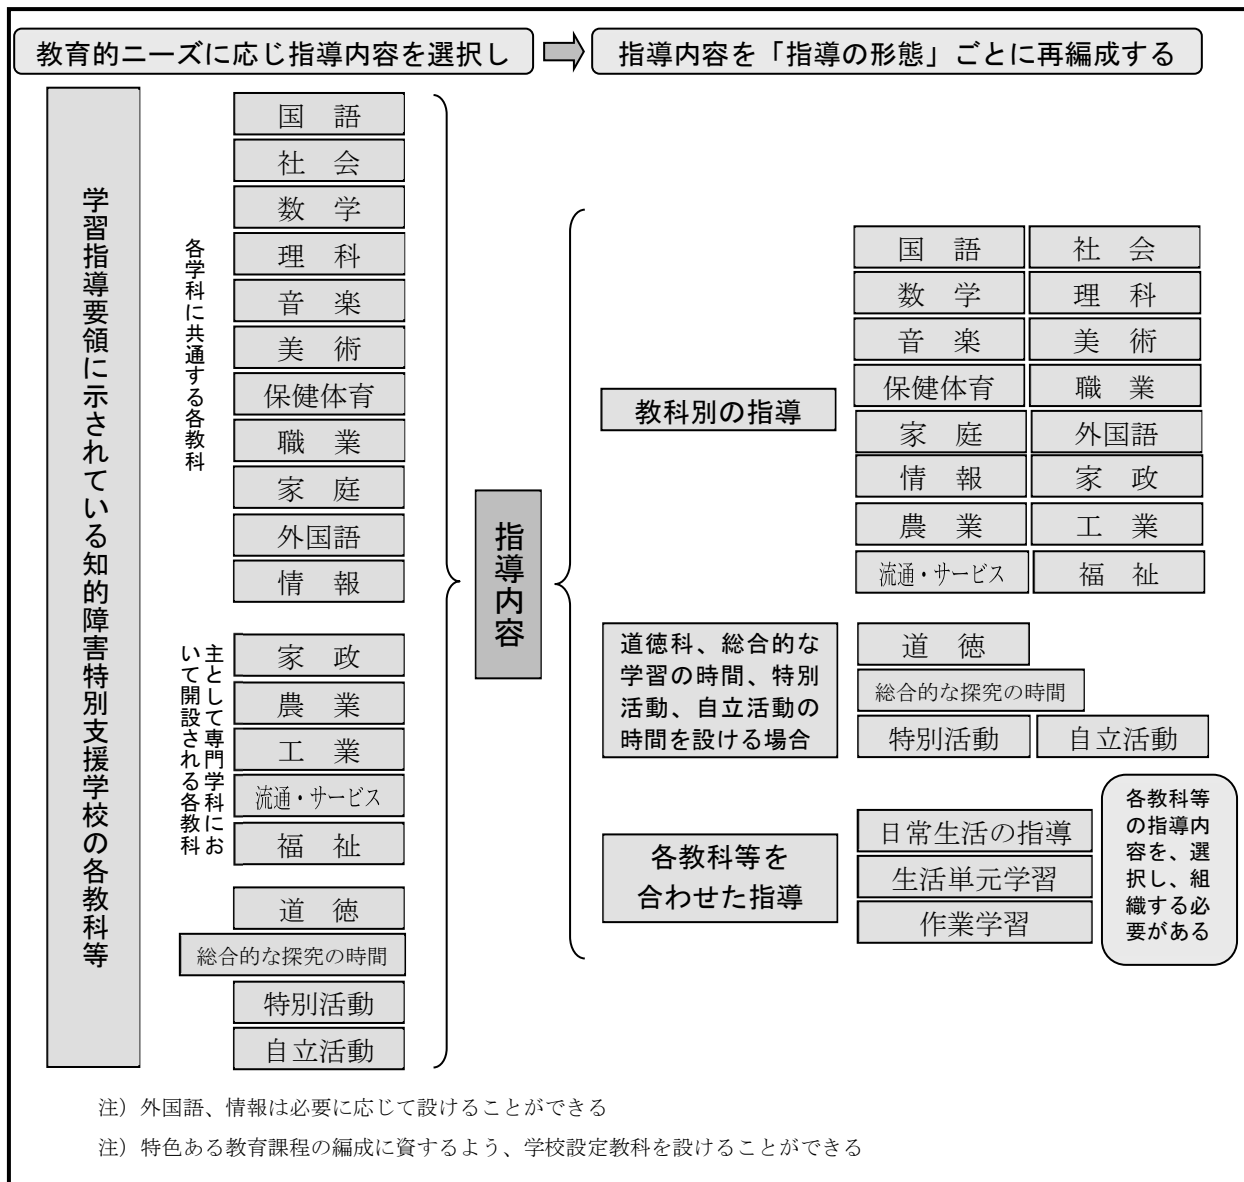 教育的ニーズに応じ指導内容を選択し
指導内容を「指導の形態」ごとに再編成する
学習指導要領に示されている知的障害特別支援学校の各教科等
各学科に共通する各教科
国　語
社　会
数　学
理　科
音　楽
美　術
保健体育
職　業
家　庭
外国語
情　報
主として専門学科にお
いて開設される各教科
家　政
農　業
工　業
流通・サービス
福　祉
道　徳
総合的な探究の時間
特別活動
自立活動
指導内容
教科別の指導
国　語　社　会
数　学　理　科
音　楽　美　術
保健体育　職　業
家　庭　外国語
情　報　家　政
農　業　工　業
流通・サービス　福　祉
道徳科、総合的な
学習の時間、特別
活動、自立活動の
時間を設ける場合
道　徳
総合的な探究の時間
特別活動　自立活動
各教科等を
合わせた指導
日常生活の指導
生活単元学習
作業学習
各教科等
の指導内
容を、選
択し、組
織する必
要がある
注）外国語、情報は必要に応じて設けることができる
注）特色ある教育課程の編成に資するよう、学校設定教科を設けることができる